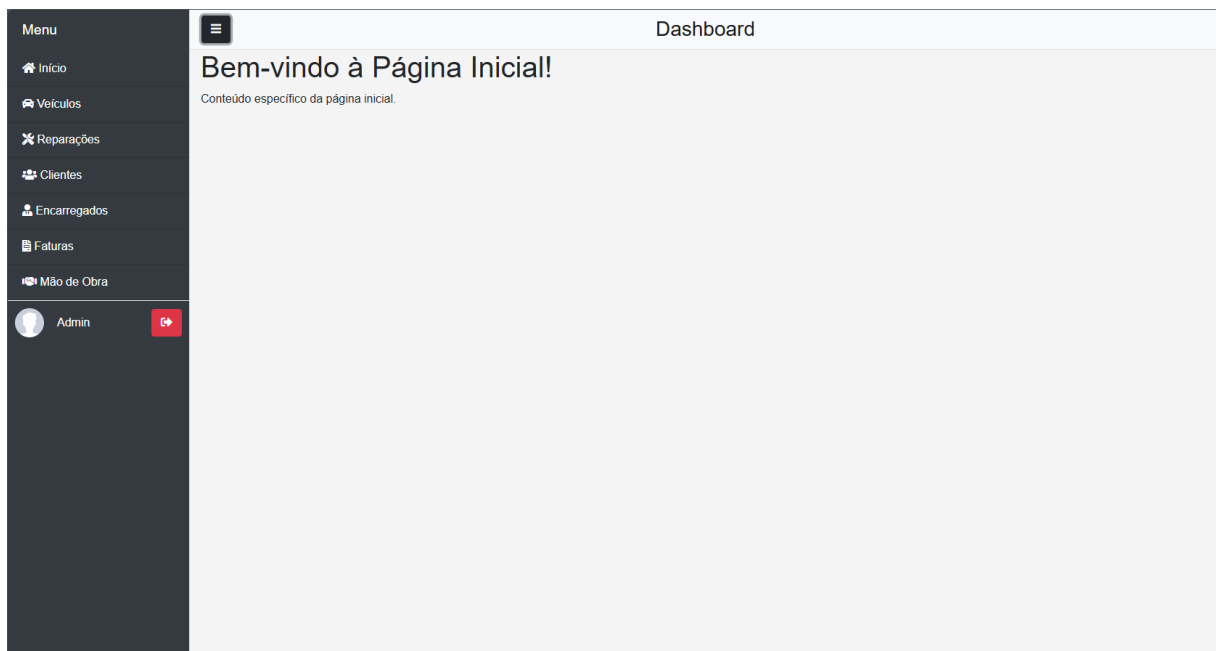 Menu
Início
Veículos
Reparações
Clientes
Encarregados
Faturas
Mão de Obra
Admin
Dashboard
Bem-vindo à Página Inicial!
Conteúdo específico da página inicial.